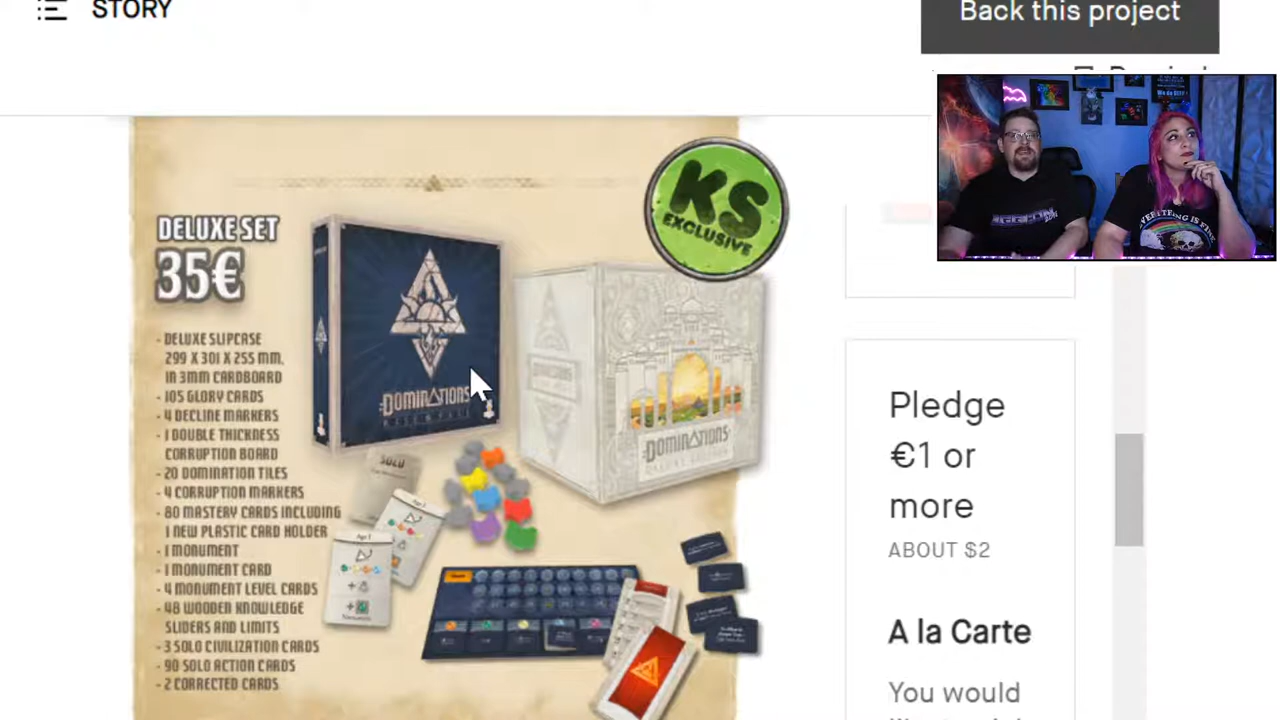 STORY
Back this project
KS
EXCLUSIVE
DELUXE SET
35€
- DELUXE SLIPCASE
299 X 301 X 255 MM,
IN 3MM CARDBOARD
- 105 GLORY CARDS
- 4 DECLINE MARKERS
- 1 DOUBLE THICKNESS
CORRUPTION BOARD
- 20 DOMINATION TILES
- 4 CORRUPTION MARKERS
- 80 MASTERY CARDS INCLUDING
1 NEW PLASTIC CARD HOLDER
- 1 MONUMENT
- 1 MONUMENT CARD
- 4 MONUMENT LEVEL CARDS
- 48 WOODEN KNOWLEDGE
SLIDERS AND LIMITS
- 3 SOLO CIVILIZATION CARDS
- 90 SOLO ACTION CARDS
- 2 CORRECTED CARDS
DOMINATIONS
DOMINATIONS
SOLO
Age I
Pledge
€1 or
more
ABOUT $2
A la Carte
You would
EVERYTHING IS FINE